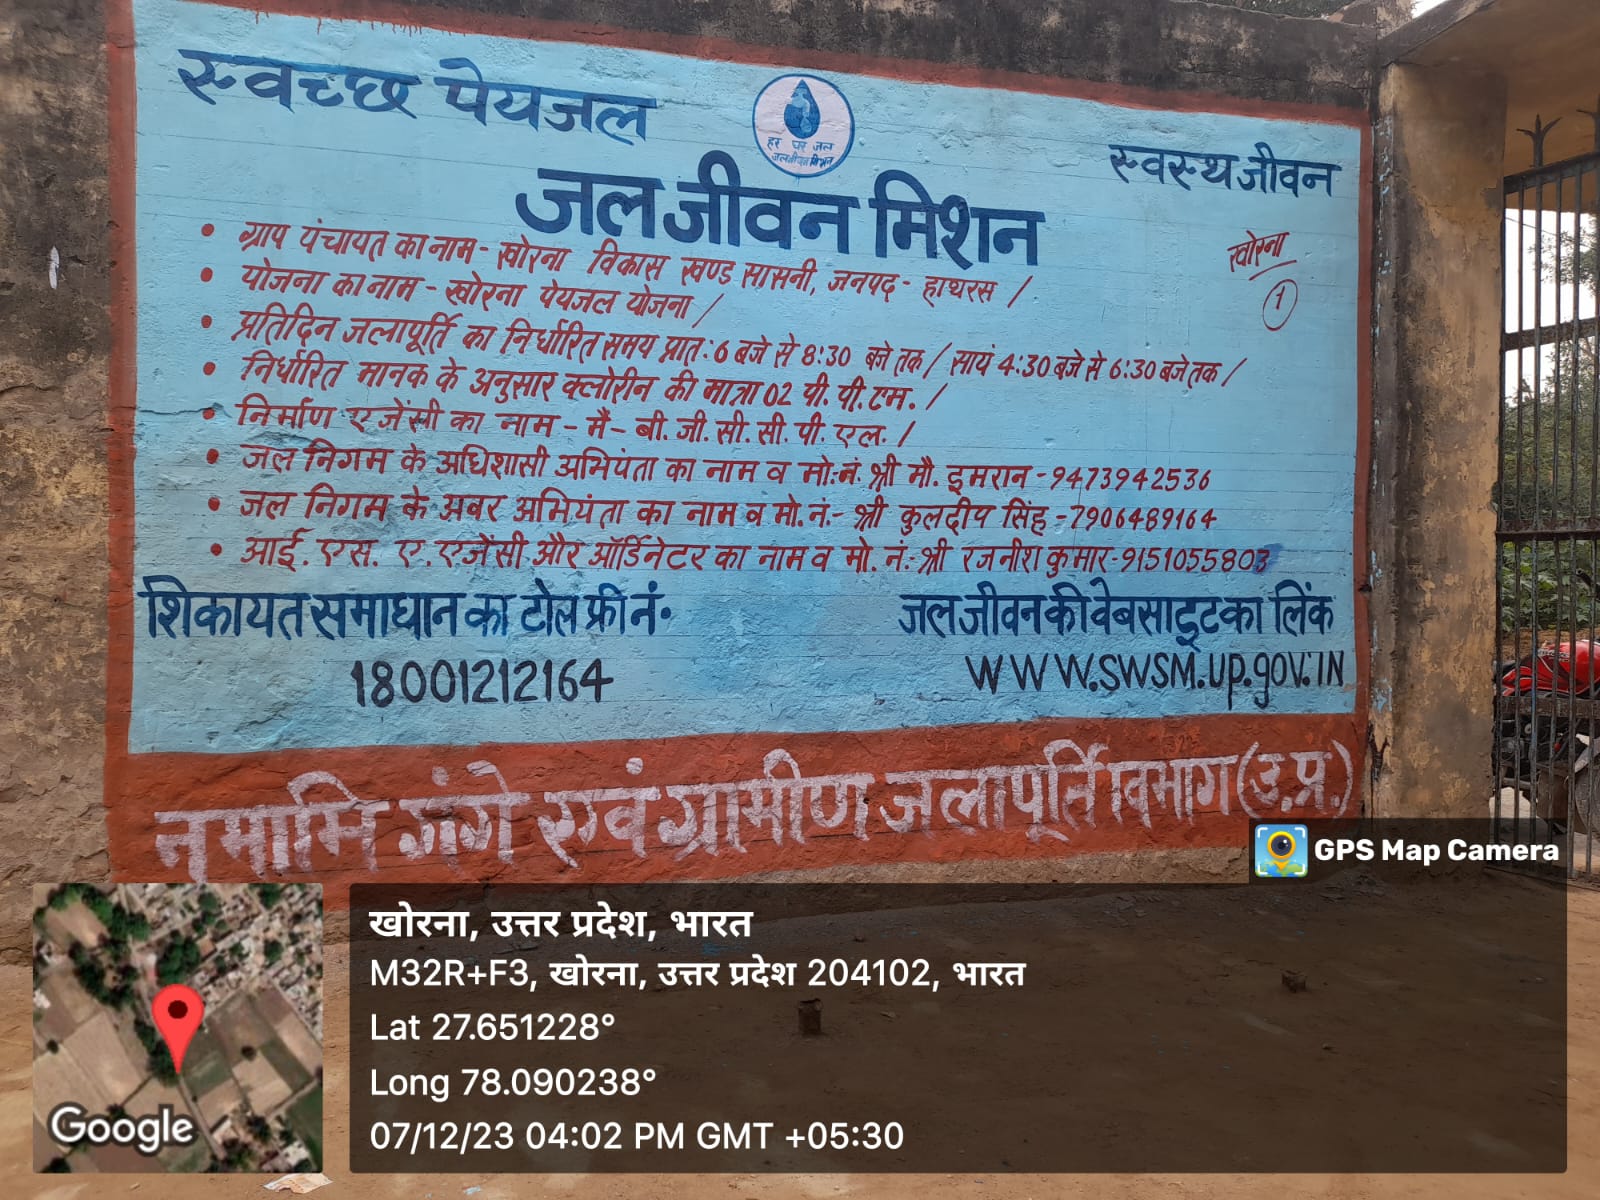 स्वच्छ पेयजल
हर घर जल
जल जीवन मिशन
स्वस्थ जीवन
जल जीवन मिशन
खोरना
1
• ग्राप पंचायत का नाम - खोरना विकास खण्ड सासनी, जनपद - हाथरस /
• योजना का नाम - खोरना पेयजल योजना /
• प्रतिदिन जलापूर्ति का निर्धारित समय प्रात: 6 बजे से 8:30 बजे तक / सायं 4:30 बजे से 6:30 बजे तक /
• निर्धारित मानक के अनुसार क्लोरीन की मात्रा 02 पी. पी. एम. /
• निर्माण एजेंसी का नाम - मै - बी. जी. सी. सी. पी. एल. /
• जल निगम के अधिशासी अभियंता का नाम व मो. नं. श्री मौ. इमरान - 9473942536
• जल निगम के अवर अभियंता का नाम व मो. नं. - श्री कुलदीप सिंह - 7906489164
• आई. एस. ए. एजेंसी और ऑर्डिनेटर का नाम व मो. नं. - श्री रजनीश कुमार - 9151055803
शिकायत समाधान का टोल फ्री नं.
18001212164
जल जीवन की वेबसाइट का लिंक
WWW.SWSM.UP.gov.IN
नमामि गंगे एवं ग्रामीण जलापूर्ति विभाग (उ.प्र.)
GPS Map Camera
खोरना, उत्तर प्रदेश, भारत
M32R+F3, खोरना, उत्तर प्रदेश 204102, भारत
Lat 27.651228°
Long 78.090238°
07/12/23 04:02 PM GMT +05:30
Google